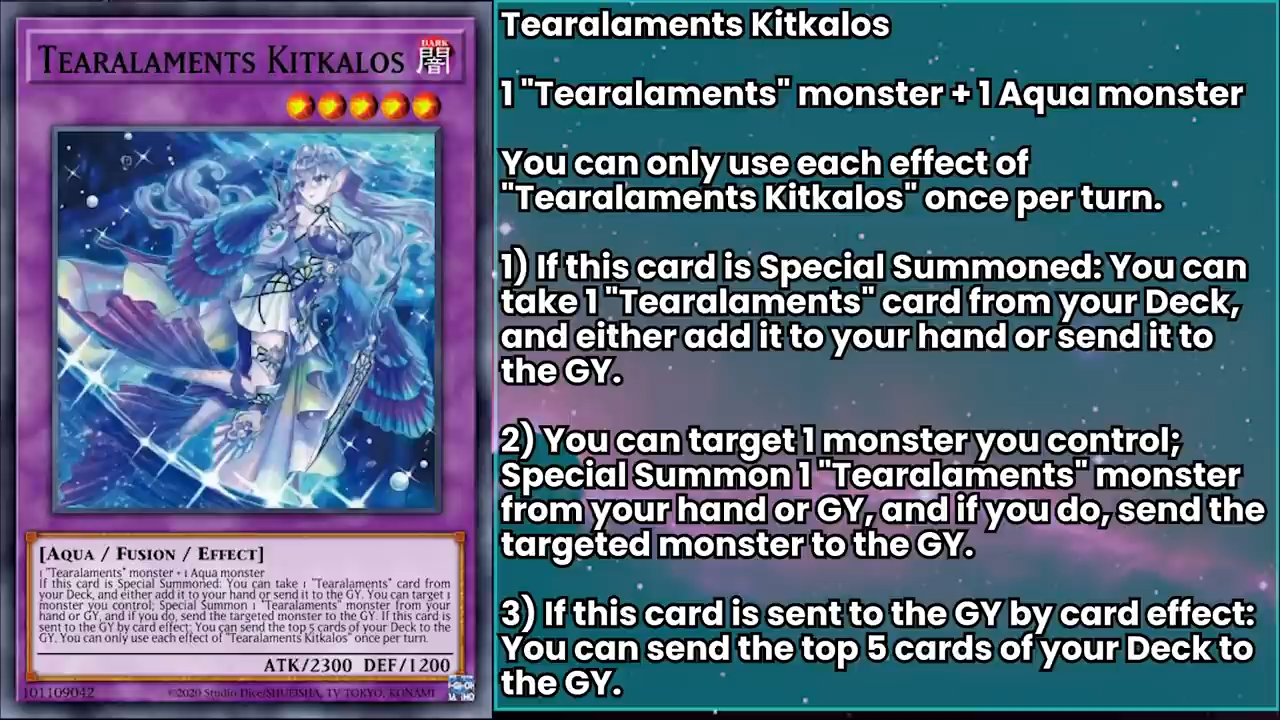 TEARALAMENTS KITKALOS
DARK
闇
[AQUA / FUSION / EFFECT]
1 "Tearalaments" monster + 1 Aqua monster
If this card is Special Summoned: You can take 1 "Tearalaments" card from
your Deck, and either add it to your hand or send it to the GY. You can target 1
monster you control; Special Summon 1 "Tearalaments" monster from your
hand or GY, and if you do, send the targeted monster to the GY. If this card is
sent to the GY by card effect: You can send the top 5 cards of your Deck to the
GY. You can only use each effect of "Tearalaments Kitkalos" once per turn.
ATK/2300 DEF/1200
101109042
©2020 Studio Dice/SHUEISHA, TV TOKYO, KONAMI
Tearalaments Kitkalos
1 "Tearalaments" monster + 1 Aqua monster
You can only use each effect of
"Tearalaments Kitkalos" once per turn.
1) If this card is Special Summoned: You can
take 1 "Tearalaments" card from your Deck,
and either add it to your hand or send it to
the GY.
2) You can target 1 monster you control;
Special Summon 1 "Tearalaments" monster
from your hand or GY, and if you do, send the
targeted monster to the GY.
3) If this card is sent to the GY by card effect:
You can send the top 5 cards of your Deck to
the GY.